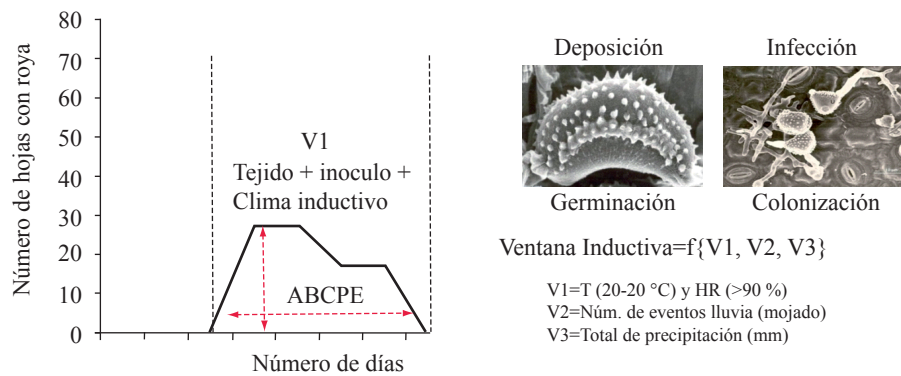 80
70
60
50
40
30
20
10
0
Número de hojas con roya
V1
Tejido + inoculo +
Clima inductivo
ABCPE
Número de días
Deposición
Infección
Germinación
Colonización
Ventana Inductiva=f{V1, V2, V3}
V1=T (20-20 °C) y HR (>90 %)
V2=Núm. de eventos lluvia (mojado)
V3=Total de precipitación (mm)